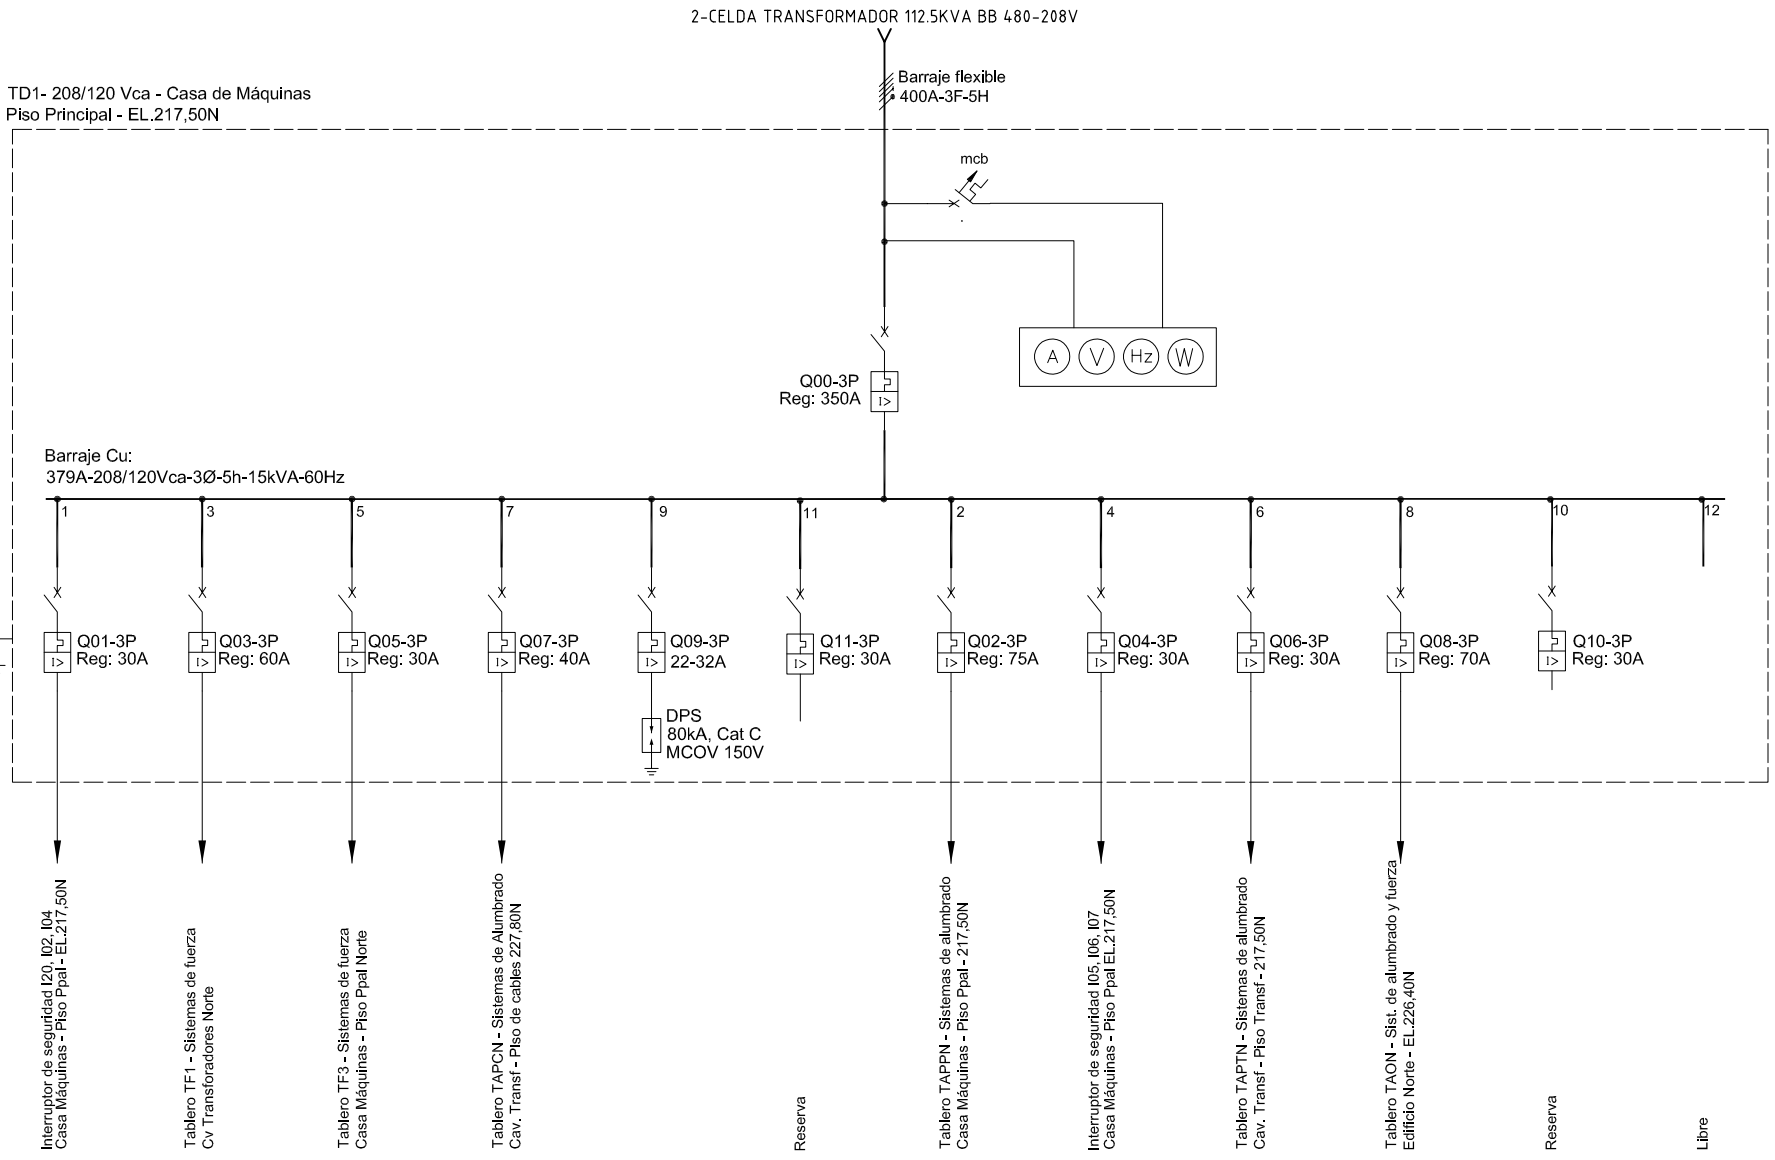 2-CELDA TRANSFORMADOR 112.5KVA BB 480-208V
Barraje flexible
400A-3F-5H
TD1- 208/120 Vca - Casa de Máquinas
Piso Principal - EL.217,50N
mcb
A V Hz W
Q00-3P
Reg: 350A
I>
Barraje Cu:
379A-208/120Vca-3Ø-5h-15kVA-60Hz
1 3 5 7 9 11 2 4 6 8 10 12
Q01-3P
Reg: 30A
I>
Q03-3P
Reg: 60A
I>
Q05-3P
Reg: 30A
I>
Q07-3P
Reg: 40A
I>
Q09-3P
22-32A
I>
DPS
80kA, Cat C
MCOV 150V
Q11-3P
Reg: 30A
I>
Q02-3P
Reg: 75A
I>
Q04-3P
Reg: 30A
I>
Q06-3P
Reg: 30A
I>
Q08-3P
Reg: 70A
I>
Q10-3P
Reg: 30A
I>
Interruptor de seguridad I20, I02, I04
Casa Máquinas - Piso Ppal - EL.217,50N
Tablero TF1 - Sistemas de fuerza
Cv Transforadores Norte
Tablero TF3 - Sistemas de fuerza
Casa Máquinas - Piso Ppal Norte
Tablero TAPCN - Sistemas de Alumbrado
Cav. Transf - PIso de cables 227,80N
Reserva
Tablero TAPPN - Sistemas de alumbrado
Casa Máquinas - Piso Ppal - 217,50N
Interruptor de seguridad I05, I06, I07
Casa Máquinas - Piso Ppal EL.217,50N
Tablero TAPTN - Sistemas de alumbrado
Cav. Transf - Piso Transf - 217,50N
Tablero TAON - Sist. de alumbrado y fuerza
Edificio Norte - EL.226,40N
Reserva
Libre